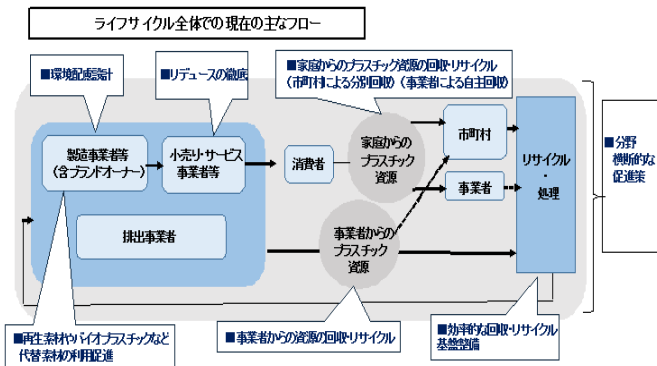 ライフサイクル全体での現在の主なフロー
■環境配慮設計
■リデュースの徹底
■家庭からのプラスチック資源の回収・リサイクル
（市町村による分別回収）（事業者による自主回収）
製造事業者等
（含ブランドオーナー）
小売り・サービス
事業者等
消費者
家庭からの
プラスチック
資源
市町村
事業者
リサイクル
・
処理
■分野
横断的な
促進策
排出事業者
事業者からの
プラスチック
資源
■再生素材やバイオプラスチックなど
代替素材の利用促進
■事業者からの資源の回収・リサイクル
■効率的な回収・リサイクル
基盤整備